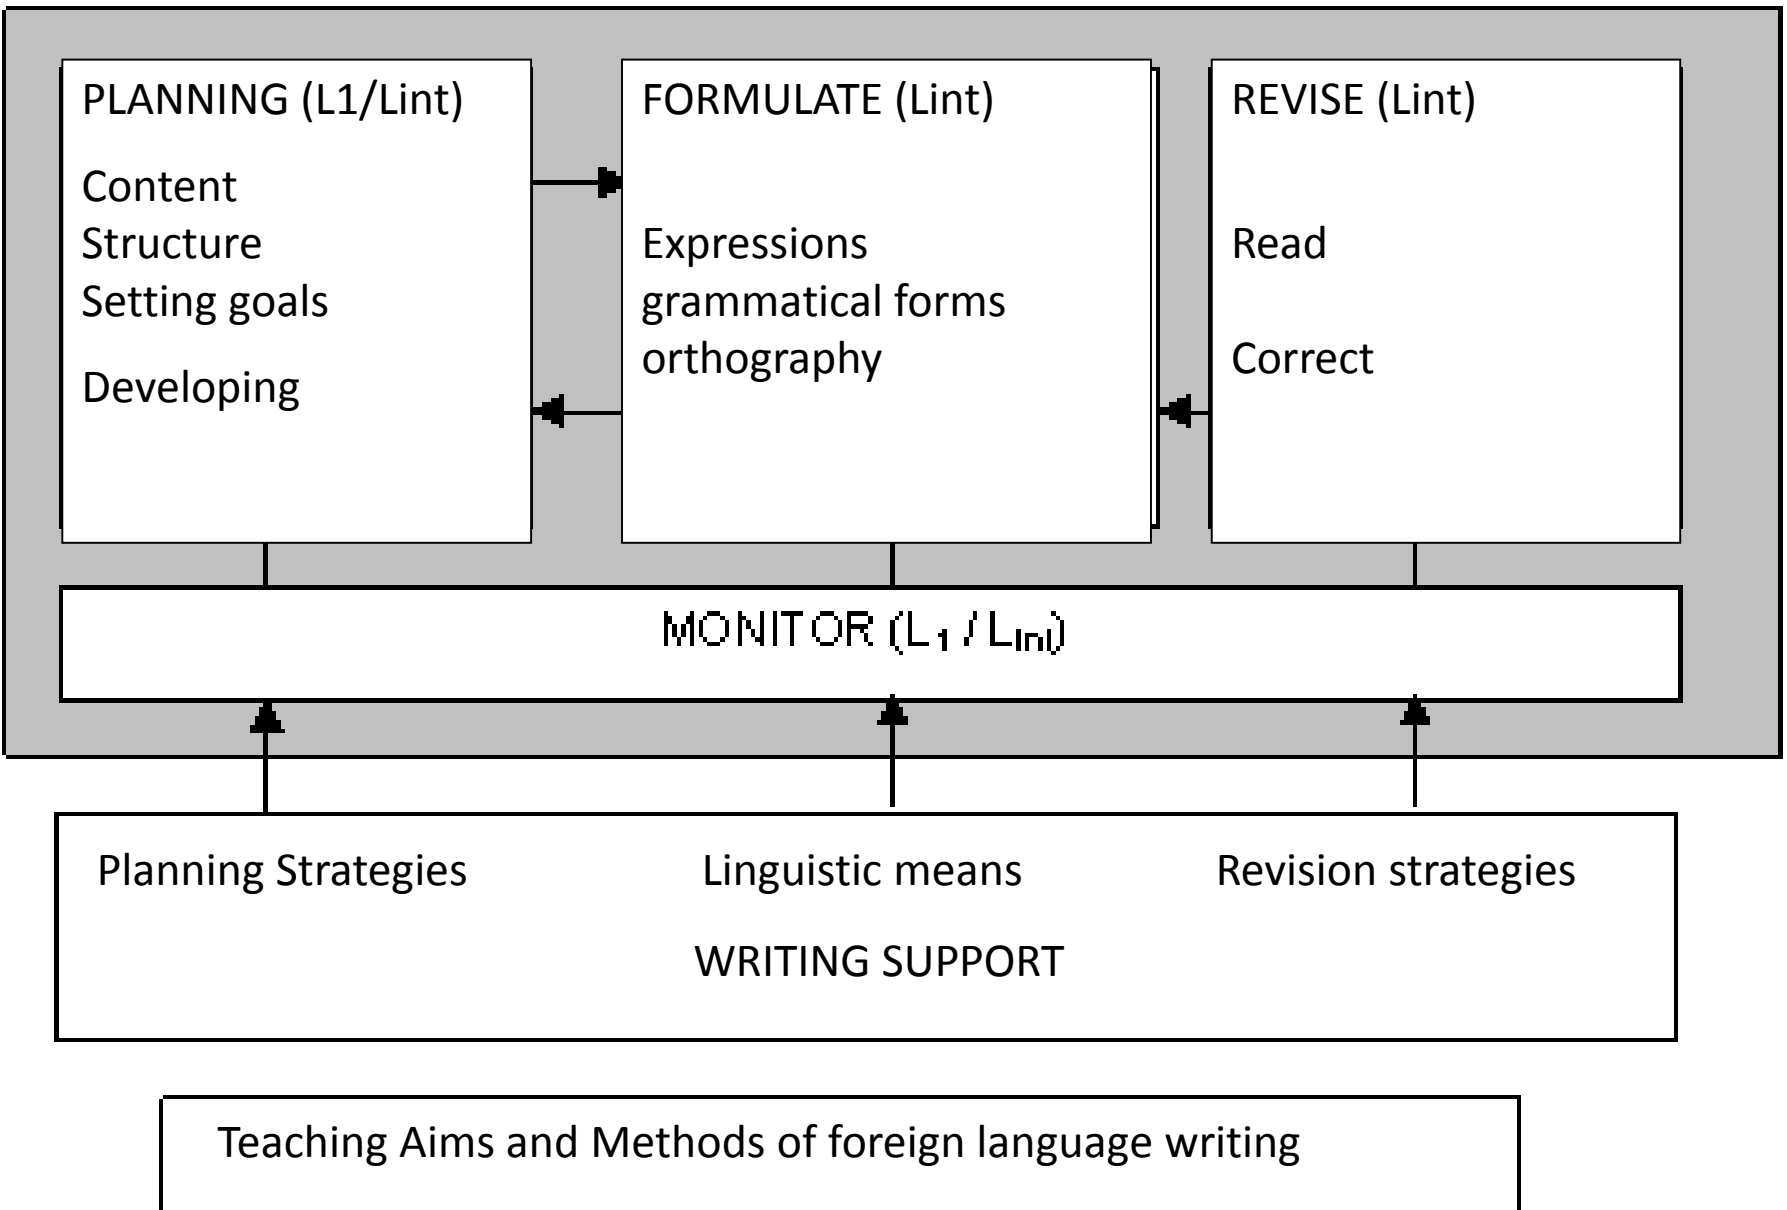 PLANNING (L1/Lint)
Content
Structure
Setting goals
Developing
FORMULATE (Lint)
Expressions
grammatical forms
orthography
REVISE (Lint)
Read
Correct
MONITOR (L1 / Lint)
Planning Strategies
Linguistic means
Revision strategies
WRITING SUPPORT
Teaching Aims and Methods of foreign language writing